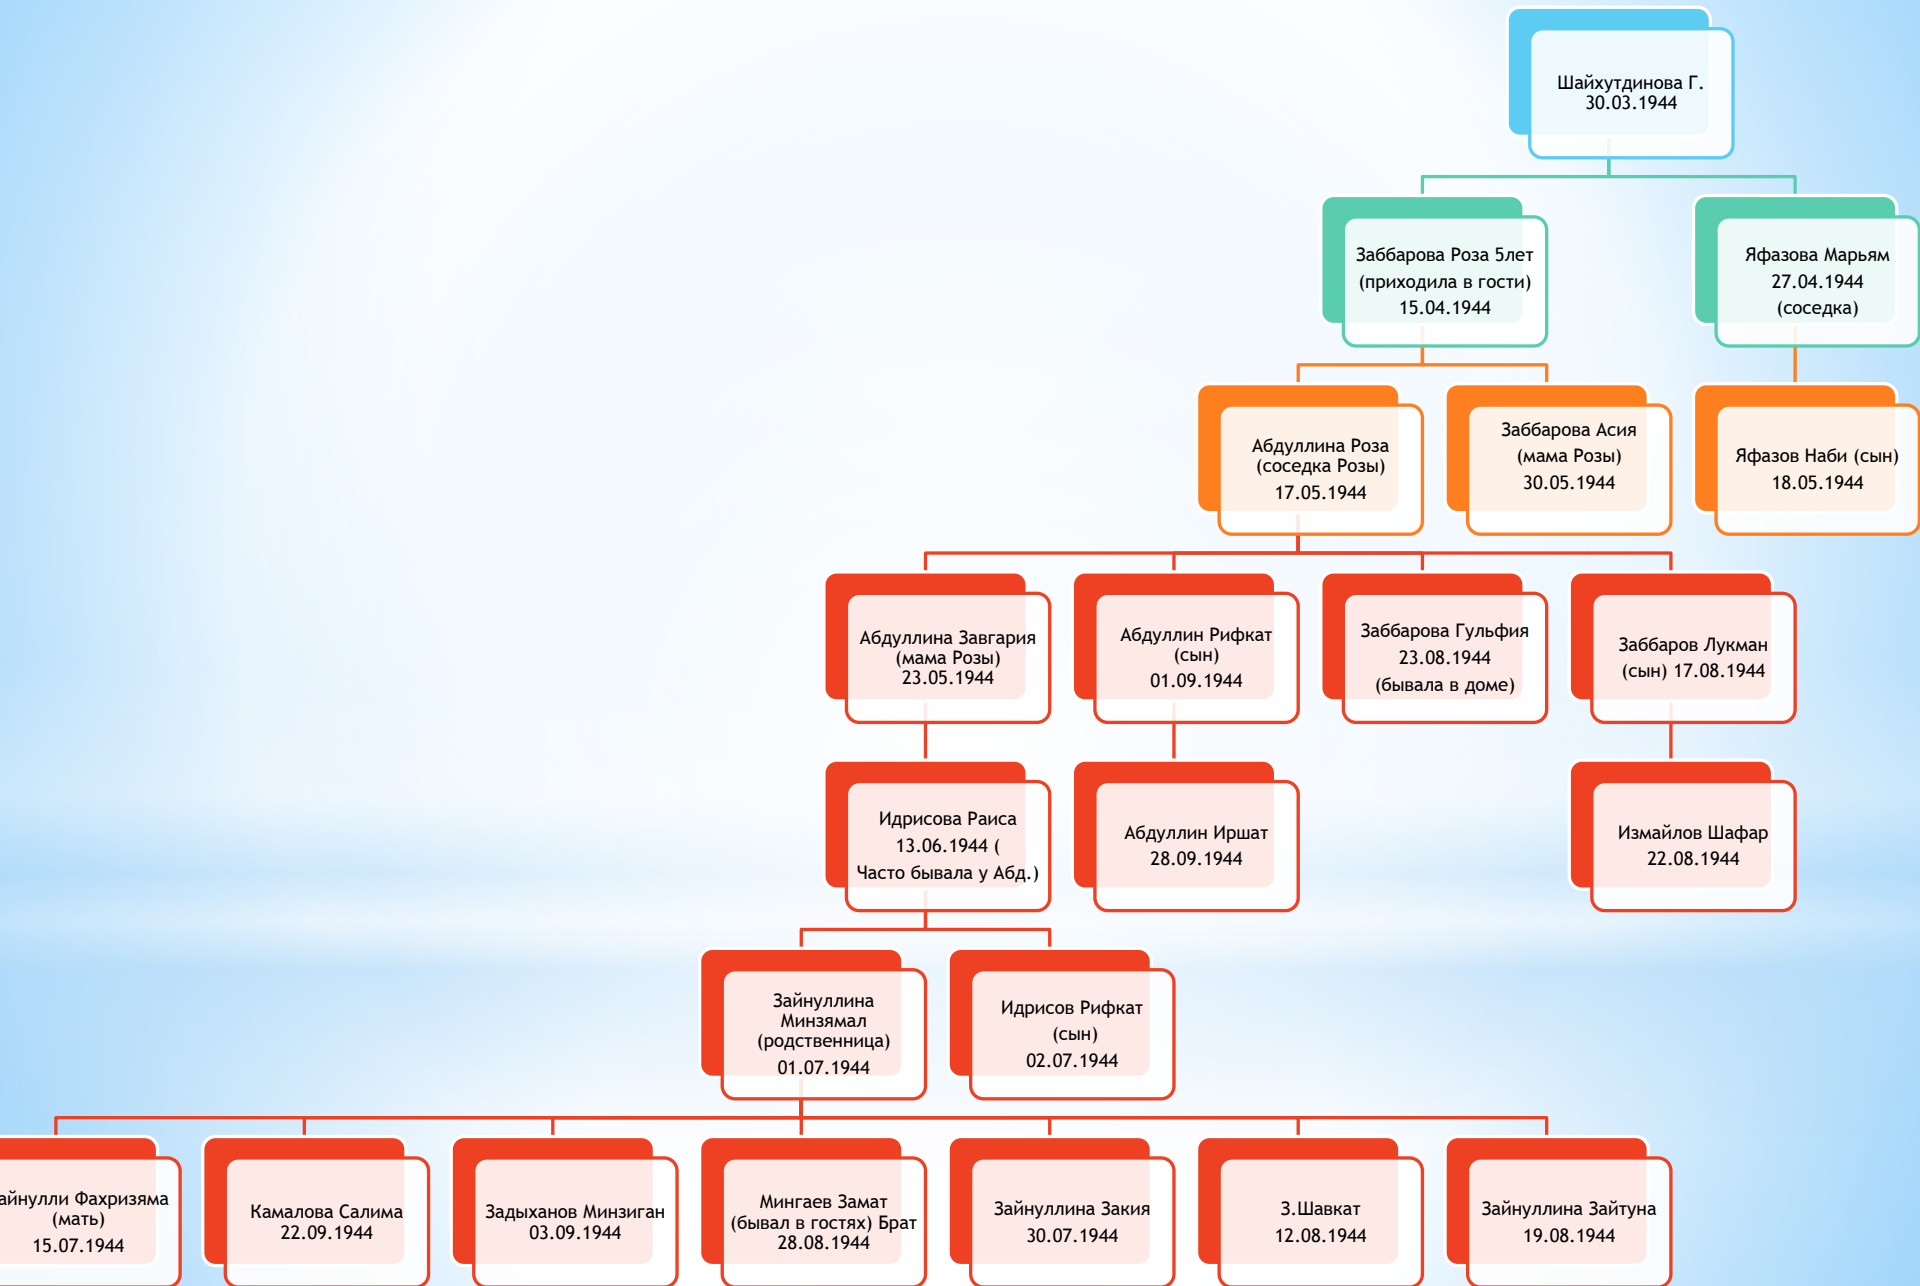 Шайхутдинова Г.
30.03.1944
Заббарова Роза 5лет
(приходила в гости)
15.04.1944
Яфазова Марьям
27.04.1944
(соседка)
Абдуллина Роза
(соседка Розы)
17.05.1944
Заббарова Асия
(мама Розы)
30.05.1944
Яфазов Наби (сын)
18.05.1944
Абдуллина Завгария
(мама Розы)
23.05.1944
Абдуллин Рифкат
(сын)
01.09.1944
Заббарова Гульфия
23.08.1944
(бывала в доме)
Заббаров Лукман
(сын) 17.08.1944
Идрисова Раиса
13.06.1944 (
Часто бывала у Абд.)
Абдуллин Иршат
28.09.1944
Измайлов Шафар
22.08.1944
Зайнуллина
Минзямал
(родственница)
01.07.1944
Идрисов Рифкат
(сын)
02.07.1944
айнулли Фахризяма
(мать)
15.07.1944
Камалова Салима
22.09.1944
Задыханов Минзиган
03.09.1944
Мингаев Замат
(бывал в гостях) Брат
28.08.1944
Зайнуллина Закия
30.07.1944
З.Шавкат
12.08.1944
Зайнуллина Зайтуна
19.08.1944